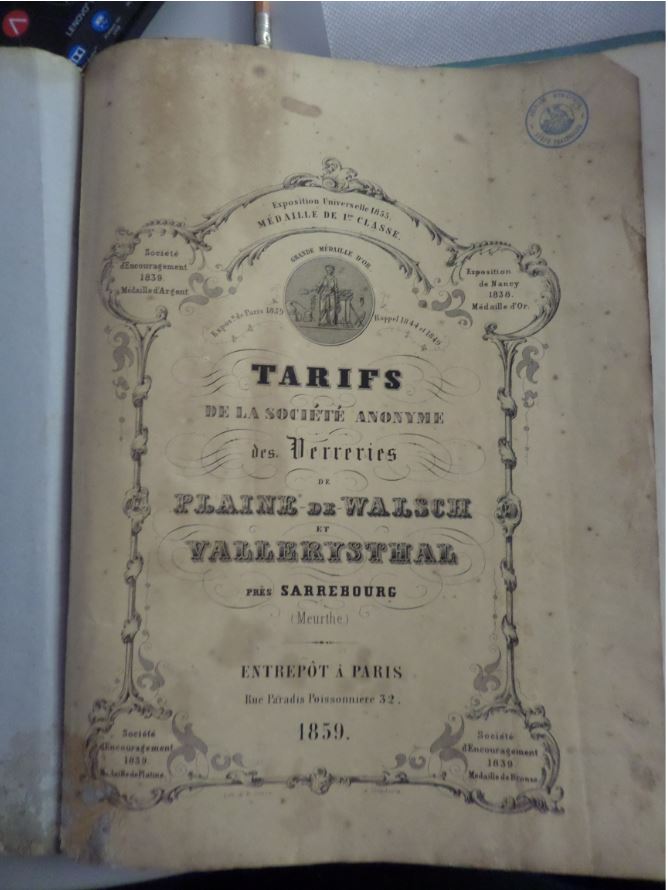 LENOVO
Exposition Universelle 1855.
MÉDAILLE DE 1re CLASSE.
Société
d'Encouragement
1839.
Médaille d'Argent
GRANDE MÉDAILLE D'OR.
Exposon de Paris 1839
Rappel 1844 et 1849
Exposition
de Nancy
1838.
Médaille d'Or.
TARIFS
DE LA SOCIÉTÉ ANONYME
des Verreries
DE
PLAINE-DE-WALSCH
ET
VALLERYSTHAL
PRÈS SARREBOURG
(Meurthe.)
ENTREPÔT À PARIS
Rue Paradis Poissonnière 32.
1859.
Société
d'Encouragement
1839.
Médaille de Platine.
Société
d'Encouragement
1839.
Médaille de Bronze